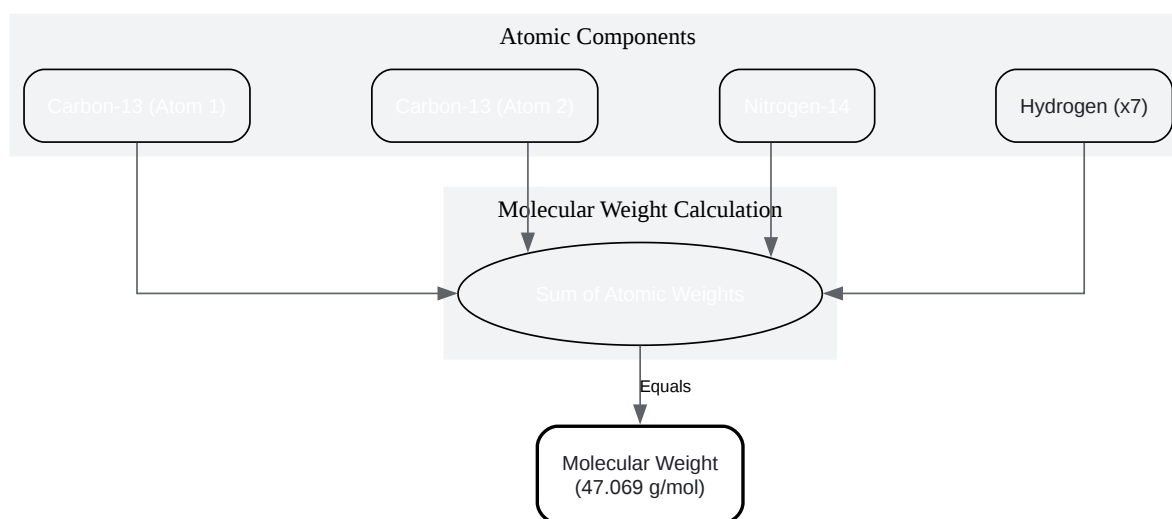 Atomic Components
Carbon-13 (Atom 1)
Carbon-13 (Atom 2)
Nitrogen-14
Hydrogen (x7)
Molecular Weight Calculation
Sum of Atomic Weights
Equals
Molecular Weight
(47.069 g/mol)